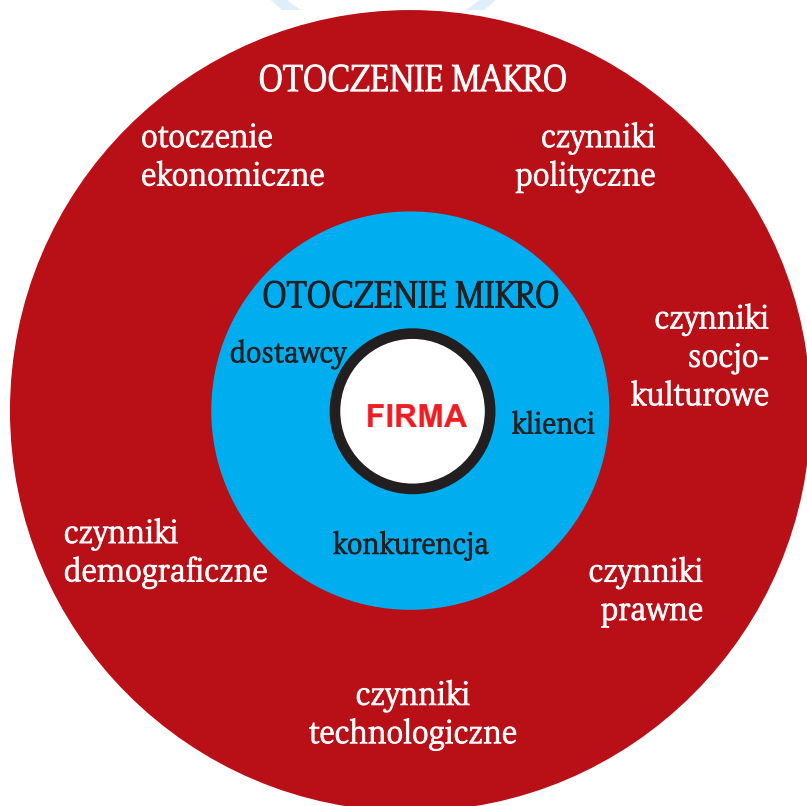 OTOCZENIE MAKRO
otoczenie
ekonomiczne
czynniki
polityczne
OTOCZENIE MIKRO
dostawcy
FIRMA
klienci
konkurencja
czynniki
socjo-
kulturowe
czynniki
demograficzne
czynniki
prawne
czynniki
technologiczne